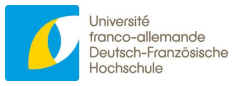 Université
franco-allemande
Deutsch-Französische
Hochschule